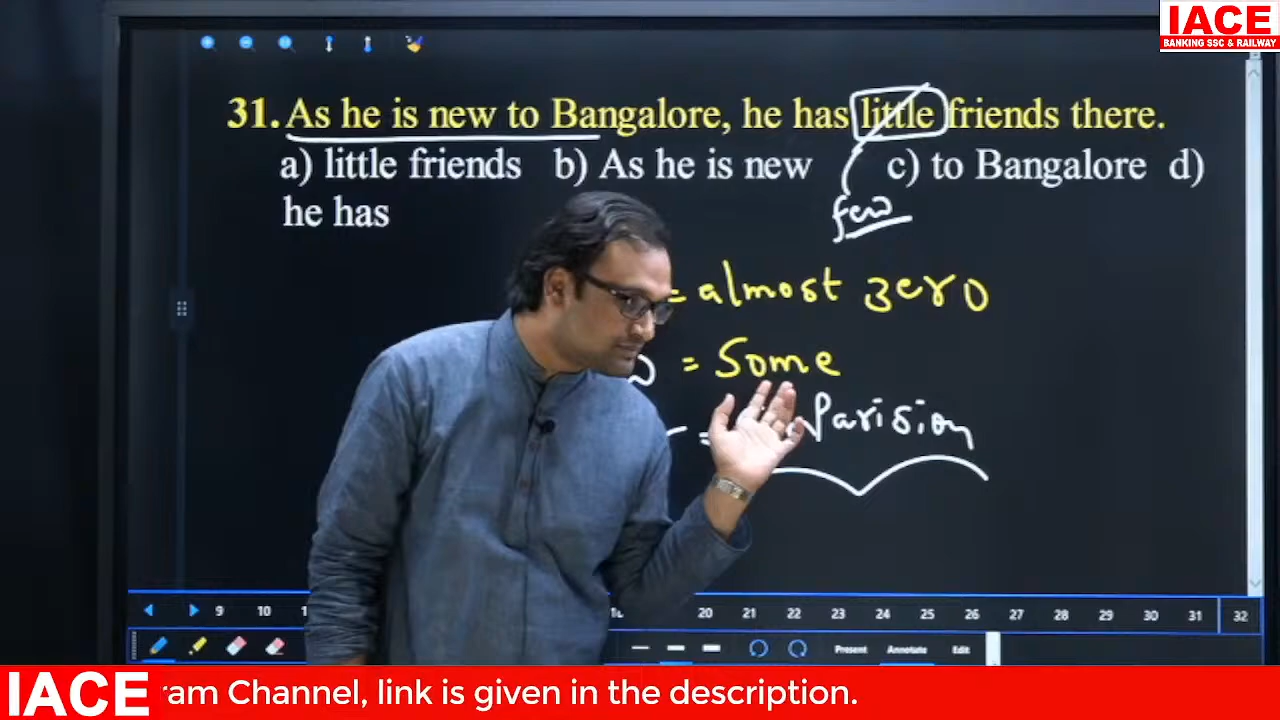 IACE
BANKING SSC & RAILWAY
31. As he is new to Bangalore, he has little friends there.
a) little friends b) As he is new c) to Bangalore d)
he has
few
= almost zero
= Some
parision
9 10 20 21 22 23 24 25 26 27 28 29 30 31 32
Present Annotate Edit
IACE ram Channel, link is given in the description.